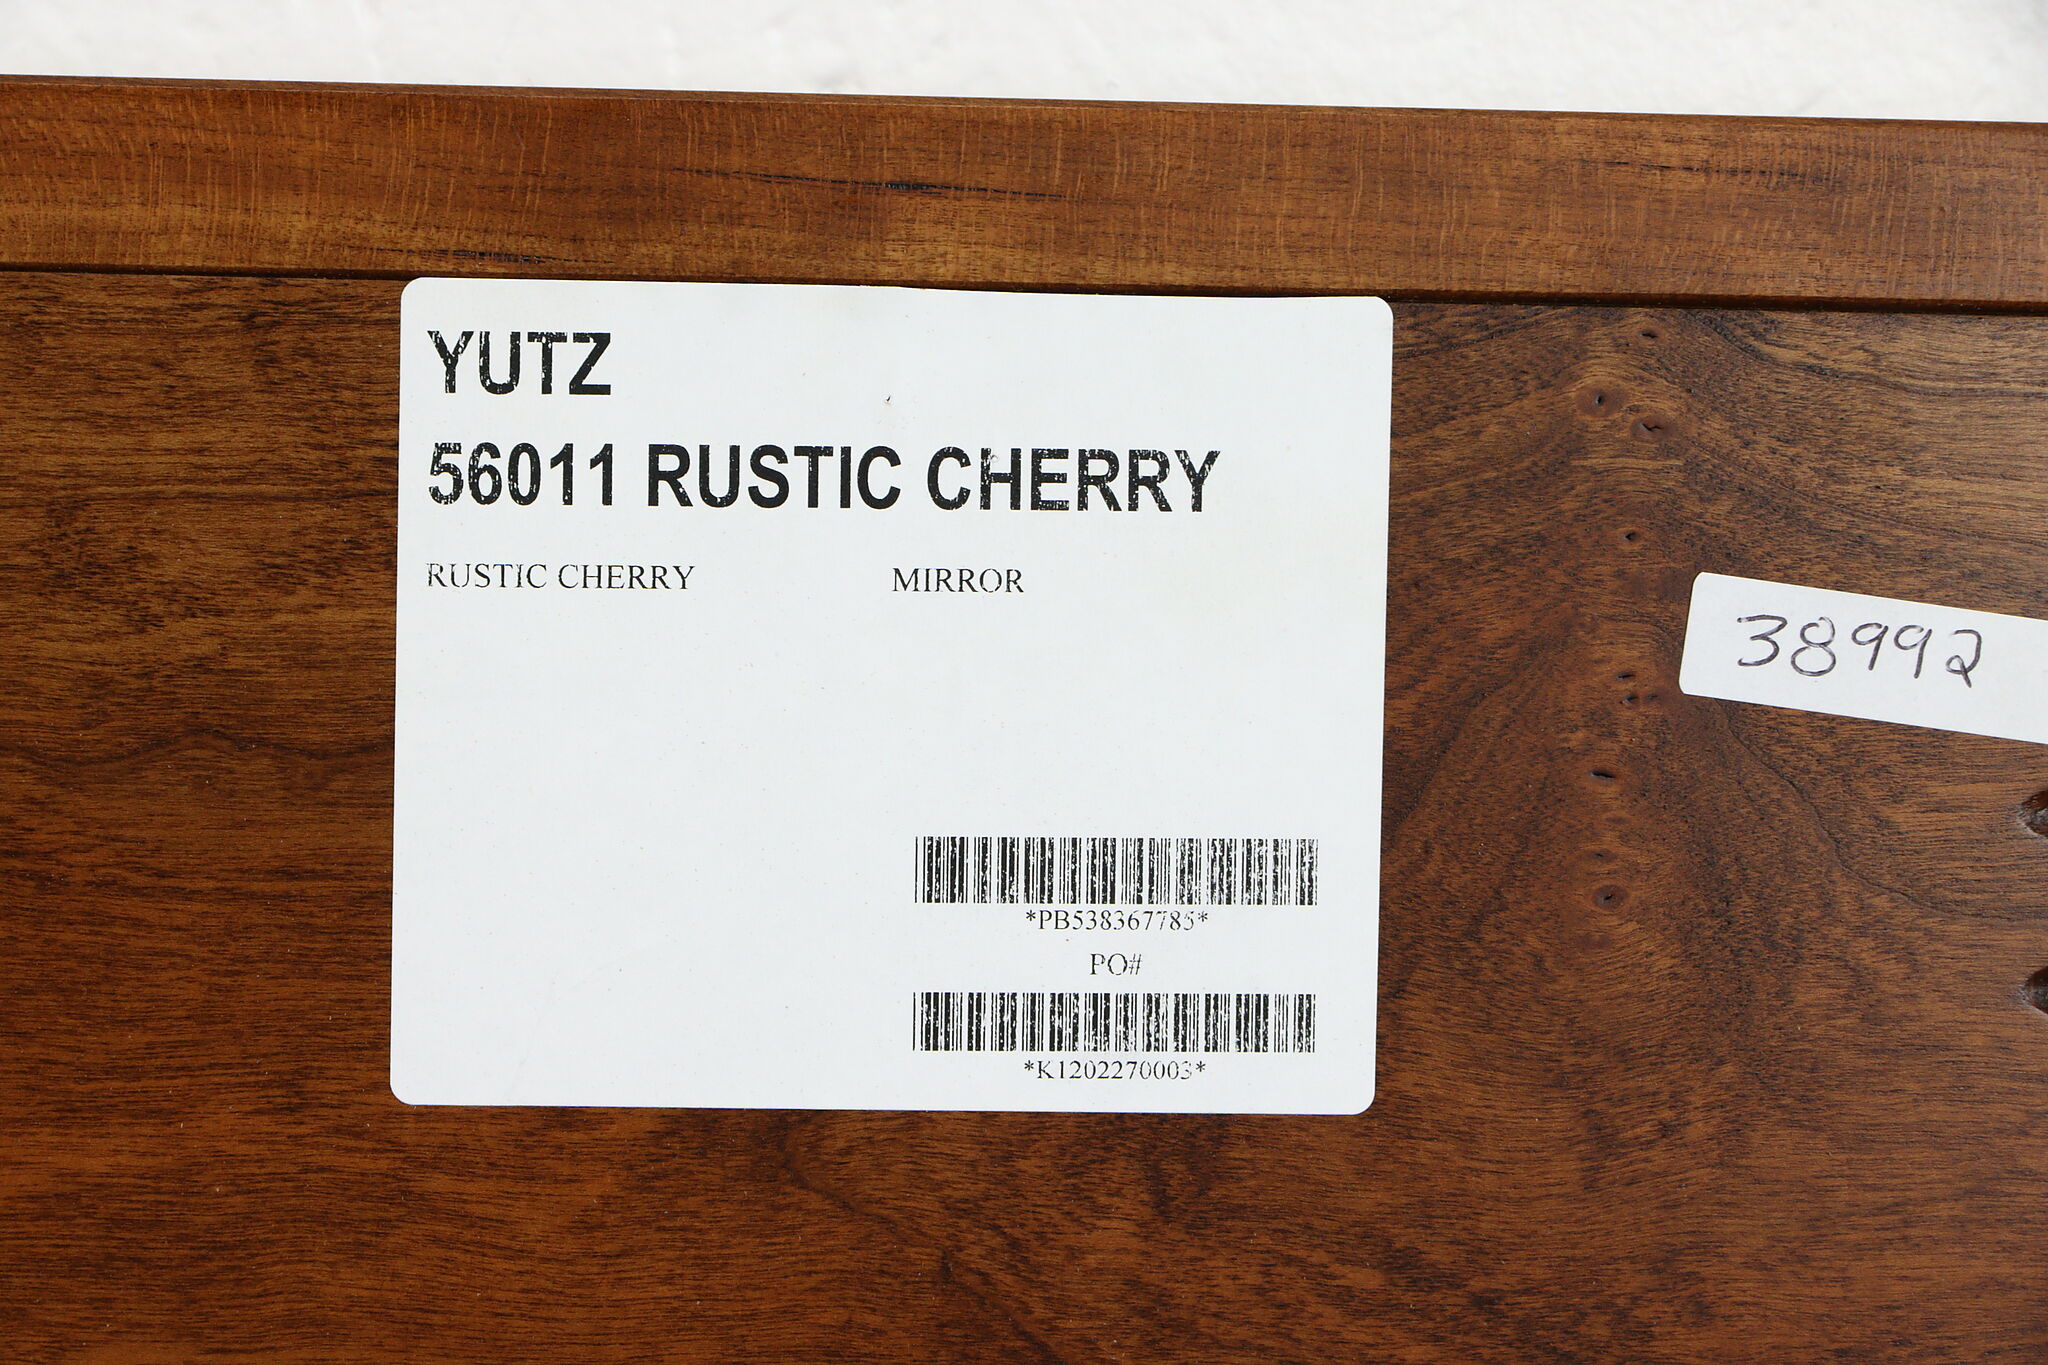 YUTZ
56011 RUSTIC CHERRY
RUSTIC CHERRY MIRROR
38992
*PB538367785*
PO#
*K1202270003*